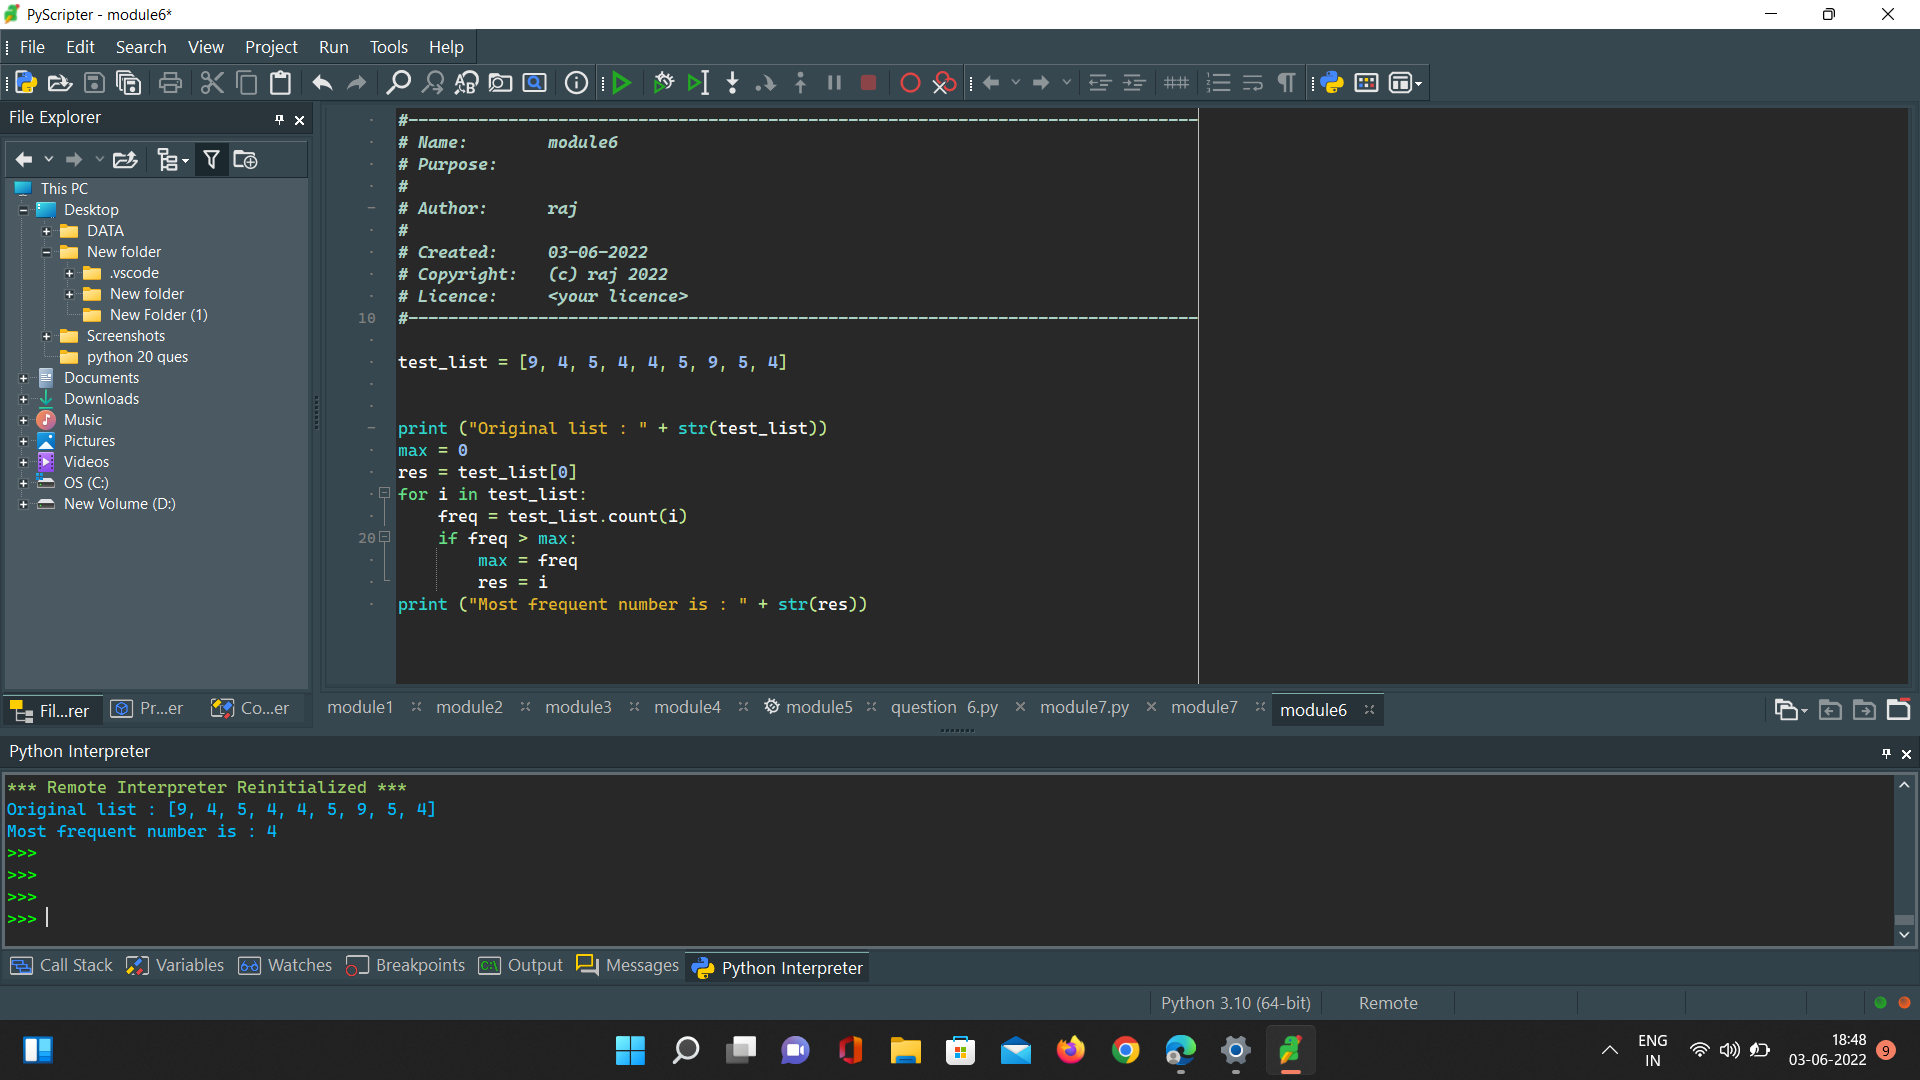 PyScripter - module6*
File Edit Search View Project Run Tools Help
File Explorer
This PC
Desktop
DATA
New folder
.vscode
New folder
New Folder (1)
Screenshots
python 20 ques
Documents
Downloads
Music
Pictures
Videos
OS (C:)
New Volume (D:)
Fil...rer Pr...er Co...er
#-------------------------------------------------------------------------------
# Name:        module6
# Purpose:
#
# Author:      raj
#
# Created:     03-06-2022
# Copyright:   (c) raj 2022
# Licence:     <your licence>
10 #-------------------------------------------------------------------------------
test_list = [9, 4, 5, 4, 4, 5, 9, 5, 4]
print ("Original list : " + str(test_list))
max = 0
res = test_list[0]
for i in test_list:
    freq = test_list.count(i)
20     if freq > max:
        max = freq
        res = i
print ("Most frequent number is : " + str(res))
module1 module2 module3 module4 module5 question 6.py module7.py module7 module6
Python Interpreter
*** Remote Interpreter Reinitialized ***
Original list : [9, 4, 5, 4, 4, 5, 9, 5, 4]
Most frequent number is : 4
>>>
>>>
>>>
>>>
Call Stack Variables Watches Breakpoints Output Messages Python Interpreter
Python 3.10 (64-bit) Remote
ENG
IN
18:48
03-06-2022
9